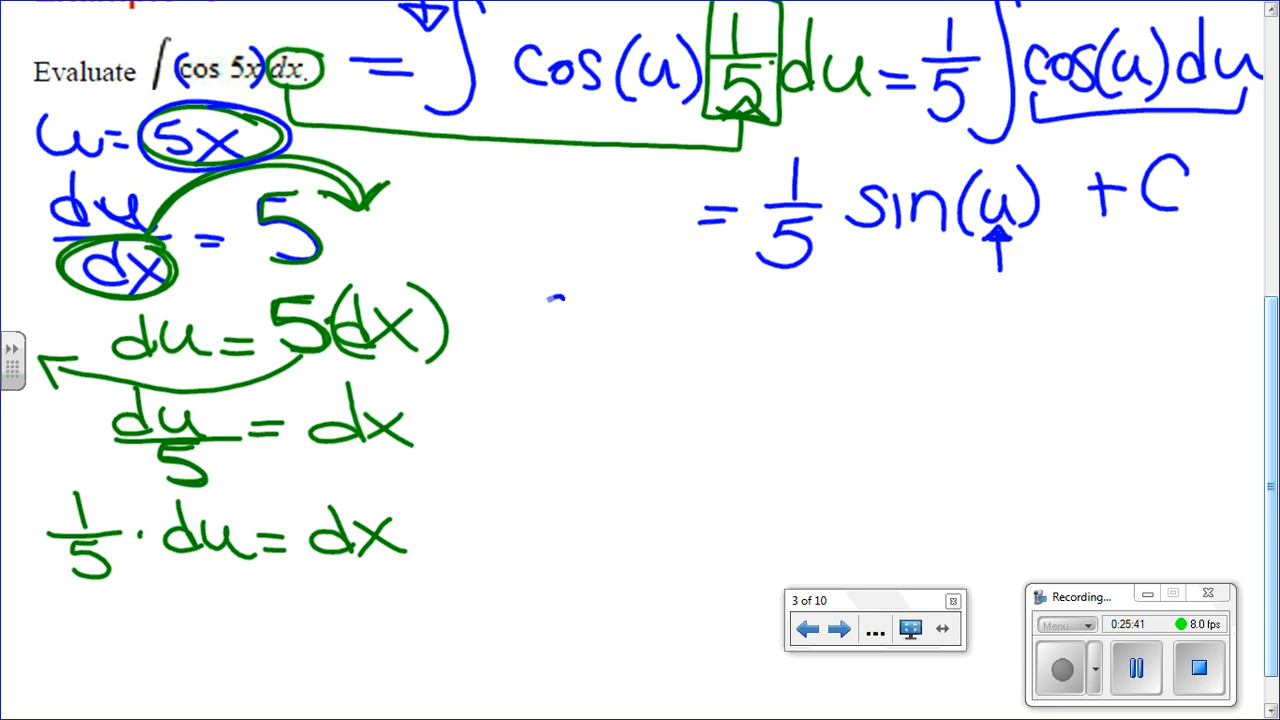 Evaluate ∫(cos 5x)dx. = ∫ cos(u) 1/5 du = 1/5 ∫ cos(u)du
u = 5x
du/dx = 5
= 1/5 sin(u) + C
du = 5(dx)
du/5 = dx
1/5 · du = dx
3 of 10
Recording...
Menu
0:25:41
8.0 fps